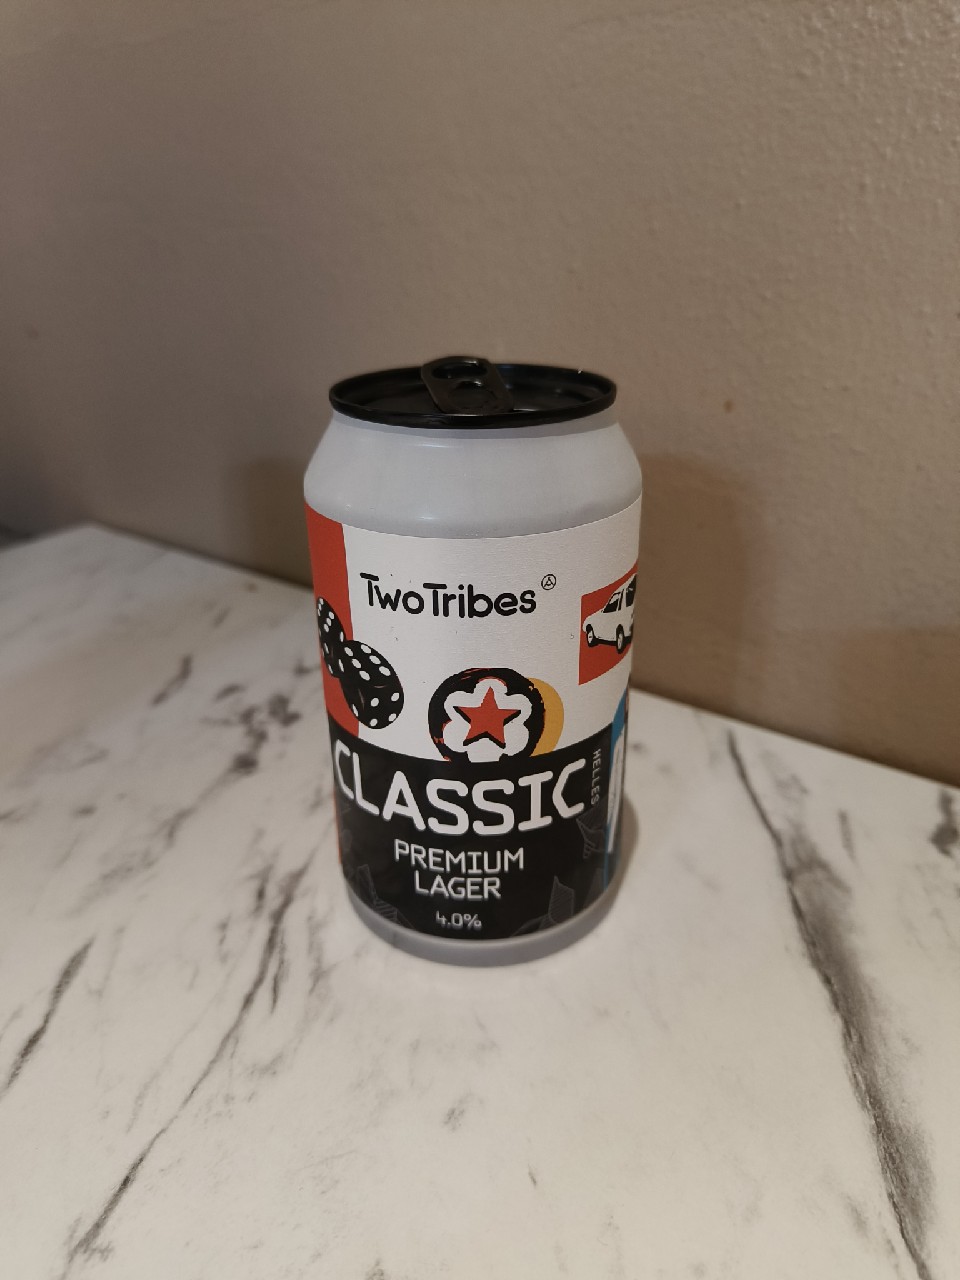 TwoTribes
CLASSIC
HELLES
PREMIUM
LAGER
4.0%